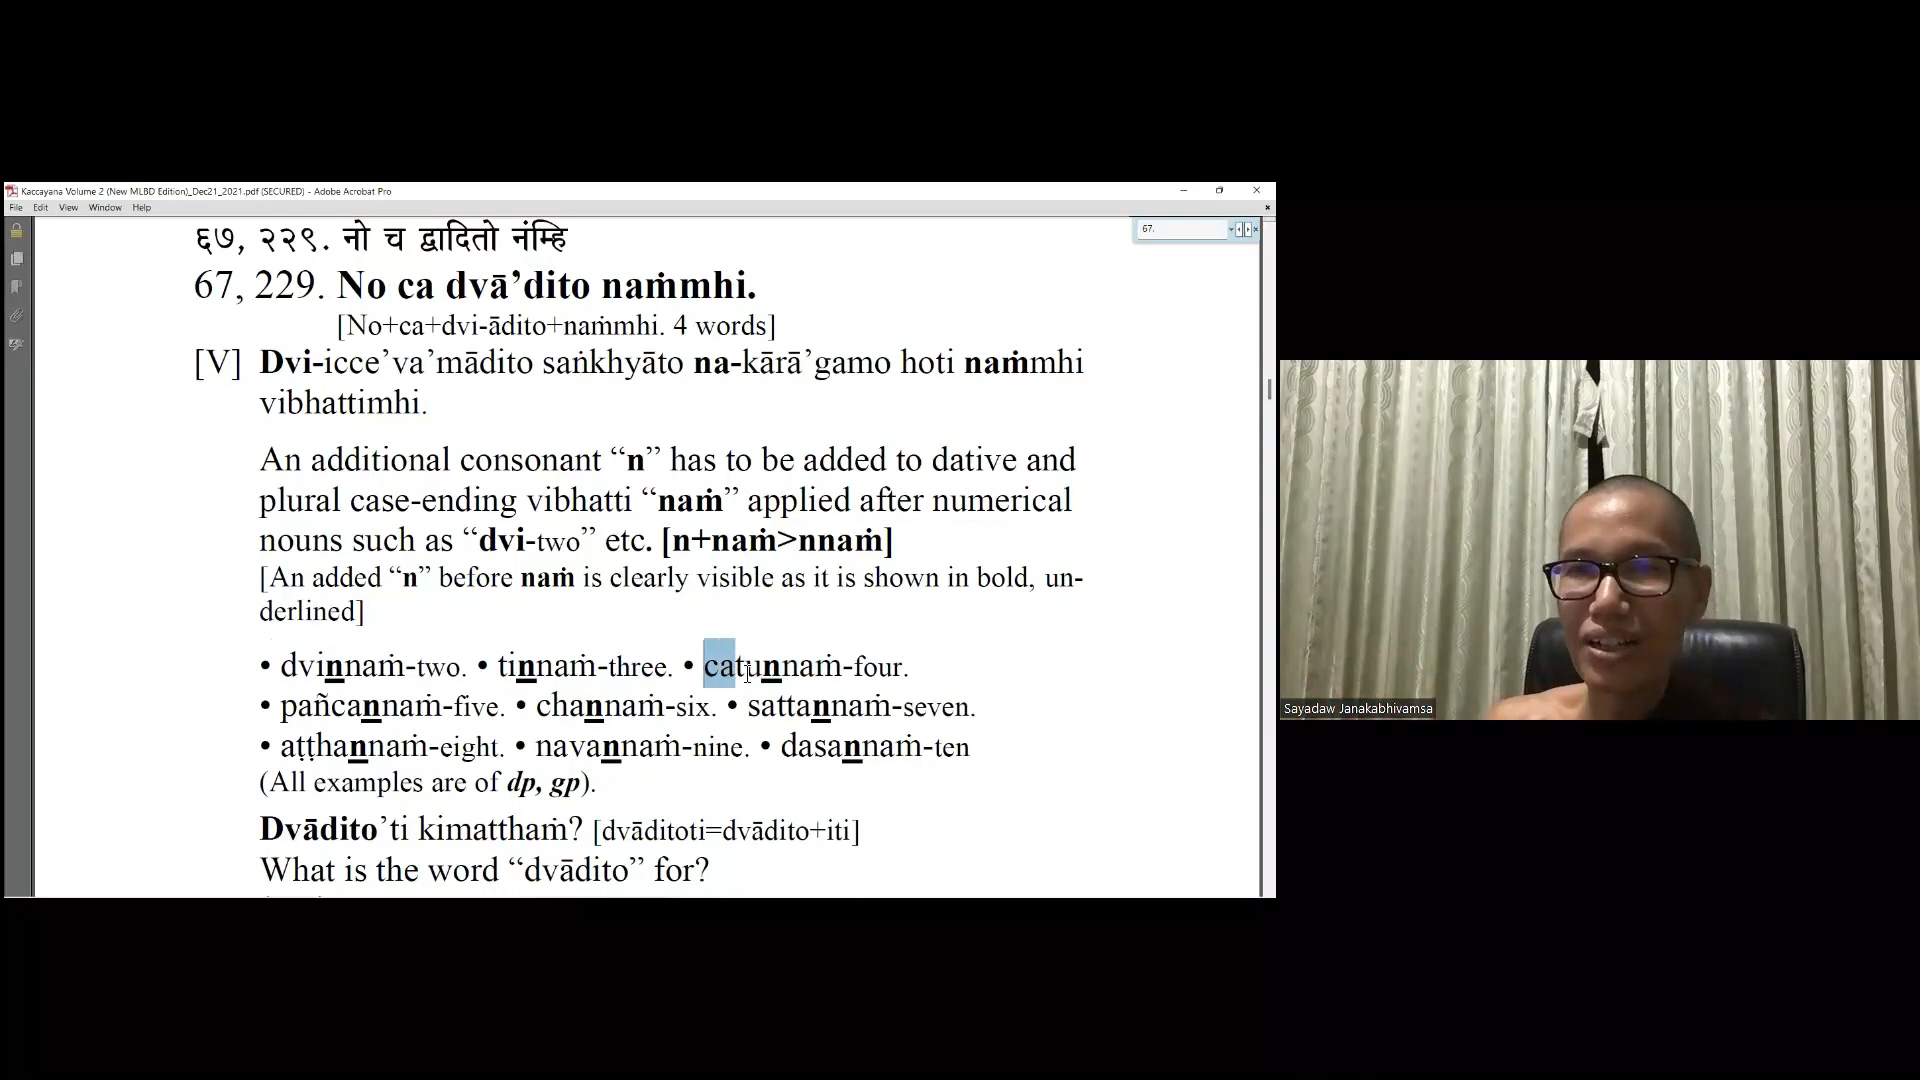 Kaccayana Volume 2 (New MLBD Edition)_Dec21_2021.pdf (SECURED) - Adobe Acrobat Pro
File Edit View Window Help
67.
६७, २२९. नो च द्वादितो नंम्हि
67, 229. No ca dvā’dito naṁmhi.
[No+ca+dvi-ādito+naṁmhi. 4 words]
[V] Dvi-icce’va’mādito saṅkhyāto na-kārā’gamo hoti naṁmhi
vibhattimhi.
An additional consonant “n” has to be added to dative and
plural case-ending vibhatti “naṁ” applied after numerical
nouns such as “dvi-two” etc. [n+naṁ>nnaṁ]
[An added “n” before naṁ is clearly visible as it is shown in bold, un-
derlined]
• dvinnaṁ-two. • tinnaṁ-three. • catunnaṁ-four.
• pañcannaṁ-five. • channaṁ-six. • sattannaṁ-seven.
• aṭṭhannaṁ-eight. • navannaṁ-nine. • dasannaṁ-ten
(All examples are of dp, gp).
Dvādito’ti kimatthaṁ? [dvāditoti=dvādito+iti]
What is the word “dvādito” for?
Sayadaw Janakabhivamsa